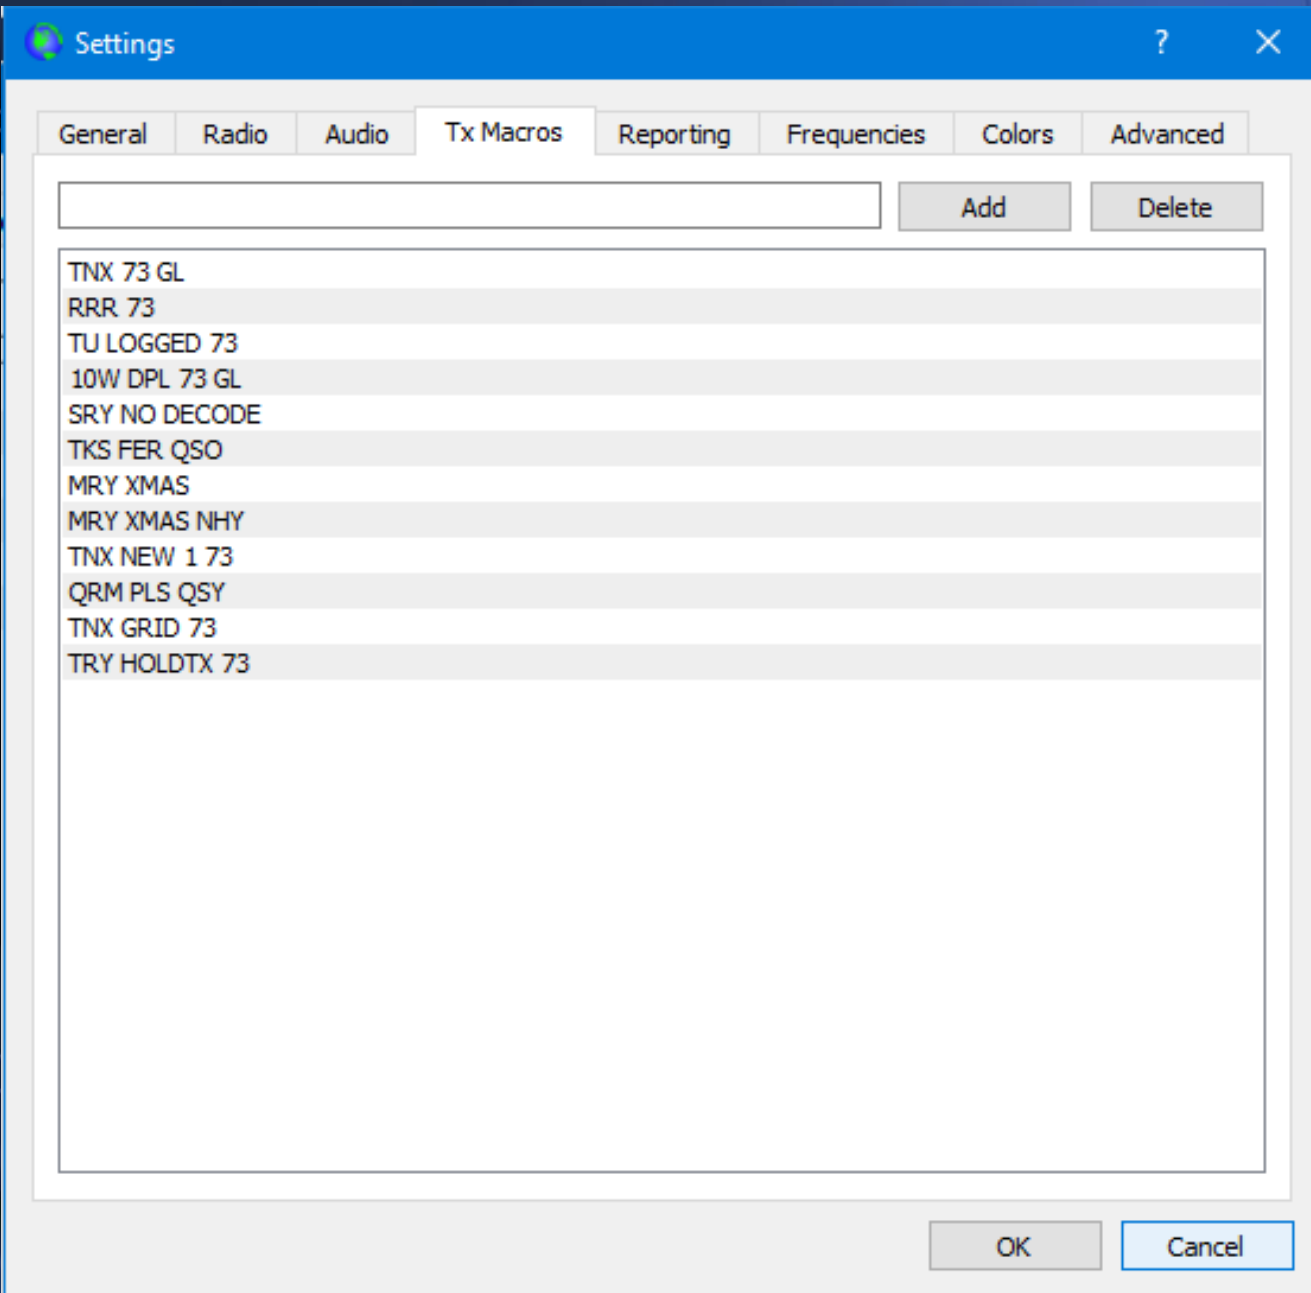 Settings ?
General Radio Audio Tx Macros Reporting Frequencies Colors Advanced
Add Delete
TNX 73 GL
RRR 73
TU LOGGED 73
10W DPL 73 GL
SRY NO DECODE
TKS FER QSO
MRY XMAS
MRY XMAS NHY
TNX NEW 1 73
QRM PLS QSY
TNX GRID 73
TRY HOLDTX 73
OK Cancel